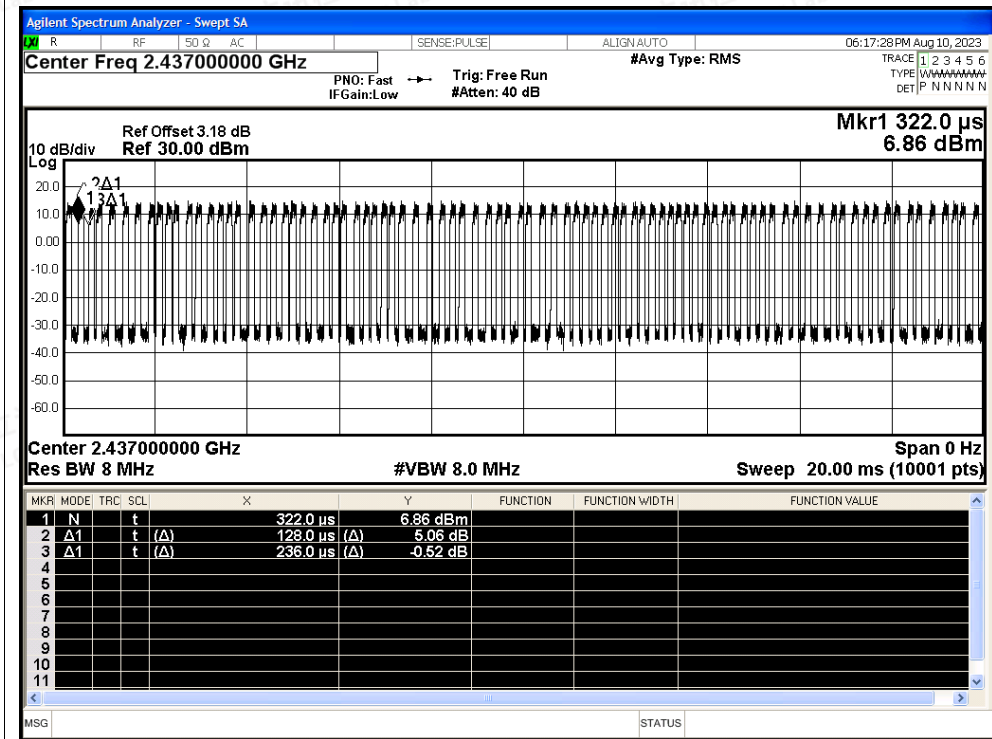 Agilent Spectrum Analyzer - Swept SA
LXI R RF 50 Ω AC SENSE:PULSE ALIGN AUTO 06:17:28 PM Aug 10, 2023
Center Freq 2.437000000 GHz #Avg Type: RMS TRACE 1 2 3 4 5 6
PNO: Fast Trig: Free Run TYPE W
IFGain:Low #Atten: 40 dB DET P N N N N N
Mkr1 322.0 µs
Ref Offset 3.18 dB
10 dB/div Ref 30.00 dBm 6.86 dBm
Log
20.0
2Δ1
1 3Δ1
10.0
0.00
-10.0
-20.0
-30.0
-40.0
-50.0
-60.0
Center 2.437000000 GHz Span 0 Hz
Res BW 8 MHz #VBW 8.0 MHz Sweep 20.00 ms (10001 pts)
MKR MODE TRC SCL X Y FUNCTION FUNCTION WIDTH FUNCTION VALUE
1 N t 322.0 µs 6.86 dBm
2 Δ1 t (Δ) 128.0 µs (Δ) 5.06 dB
3 Δ1 t (Δ) 236.0 µs (Δ) -0.52 dB
4
5
6
7
8
9
10
11
MSG STATUS